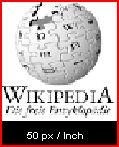 WIKIPEDIA
Die freie Enzyklopädie
50 px / Inch